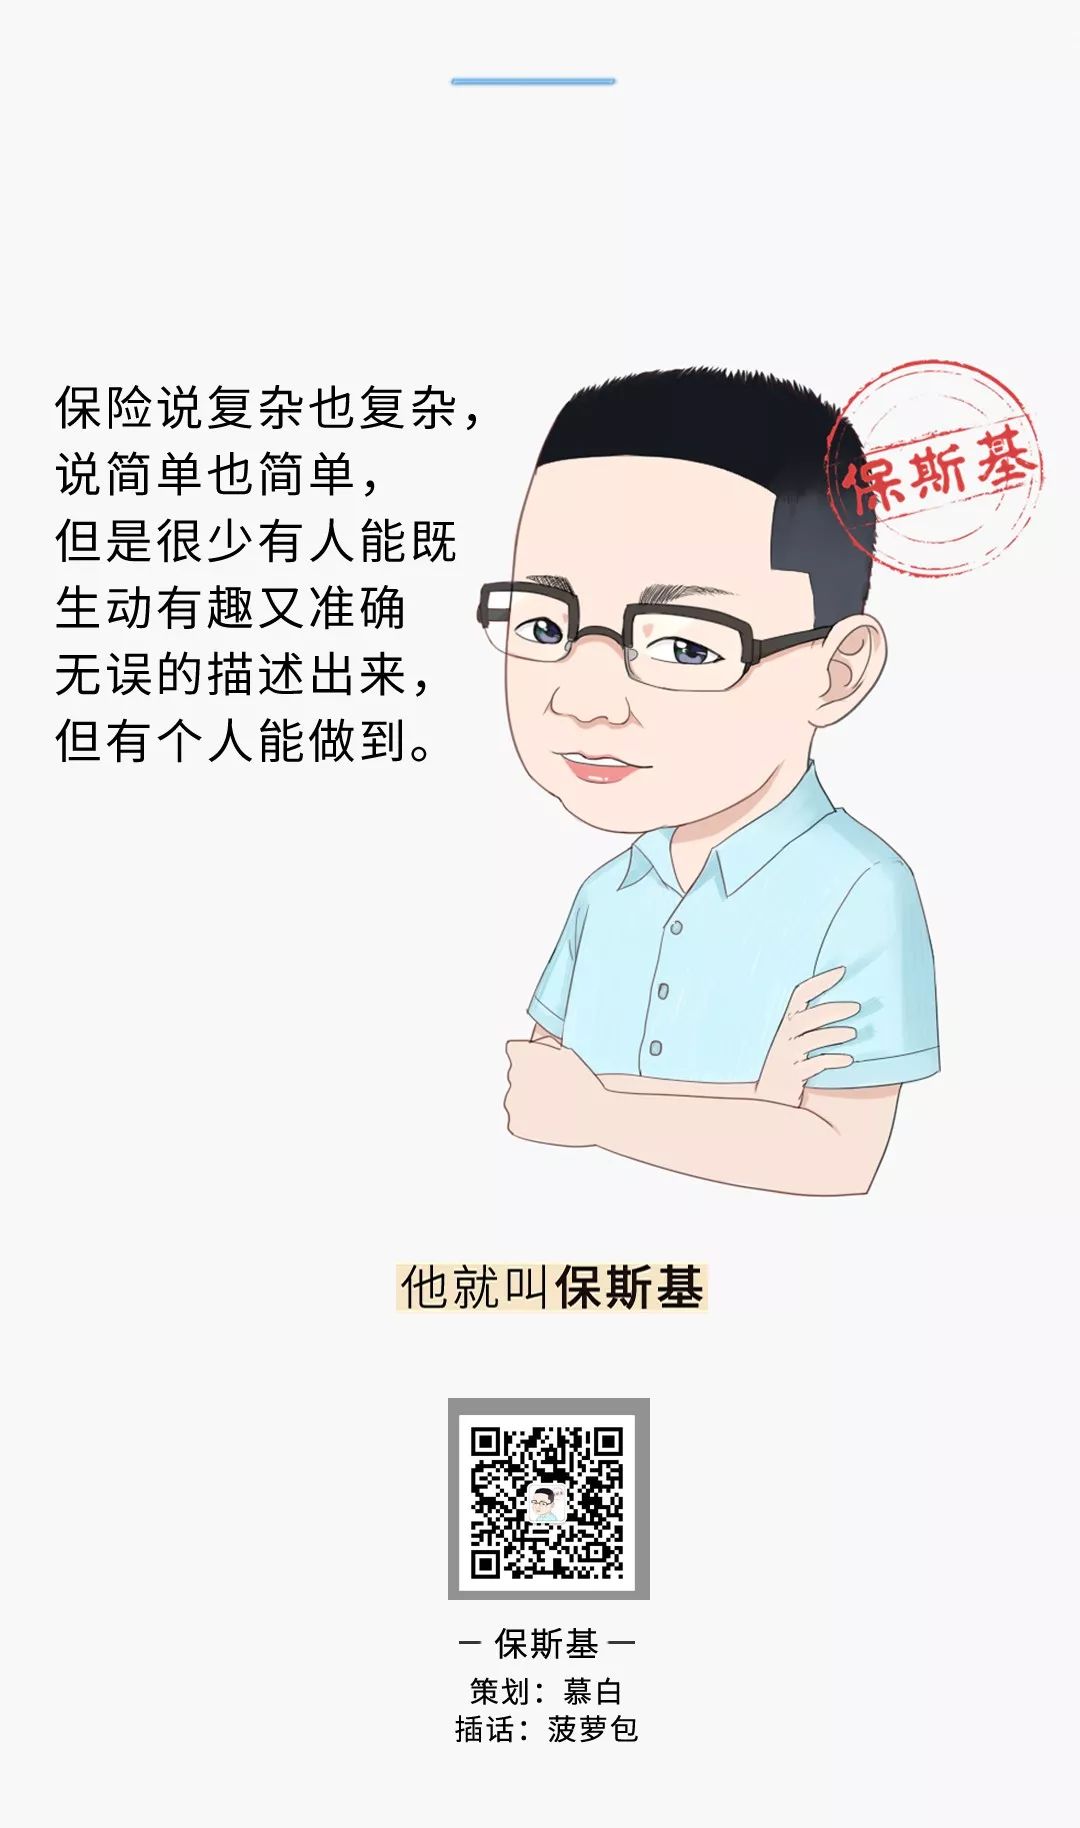 保斯基
保险说复杂也复杂，
说简单也简单，
但是很少有人能既
生动有趣又准确
无误的描述出来，
但有个人能做到。
他就叫保斯基
— 保斯基 —
策划：慕白
插话：菠萝包